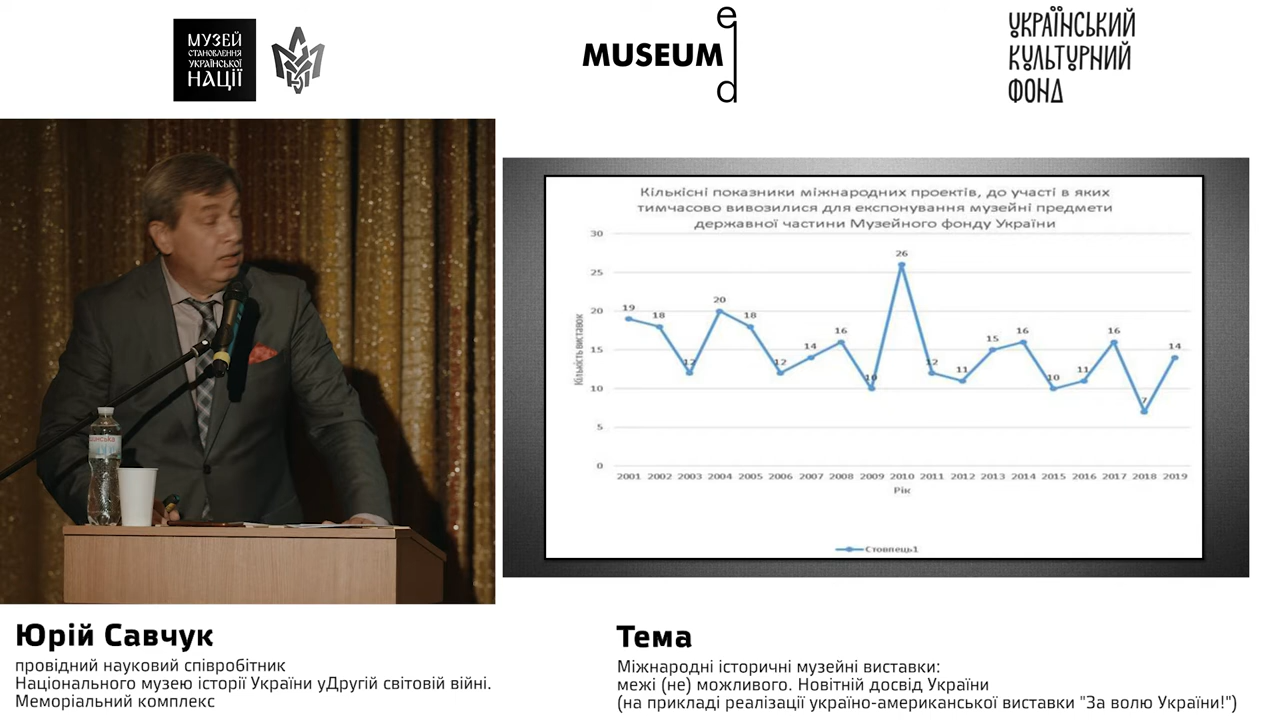 МУЗЕЙ
СТАНОВЛЕННЯ
УКРАЇНСЬКОЇ
НАЦІЇ
MUSEUM
ed
УКРАЇНСЬКИЙ
КУЛЬТУРНИЙ
ФОНД
Кількісні показники міжнародних проектів, до участі в яких
тимчасово вивозилися для експонування музейні предмети
державної частини Музейного фонду України
Кількість виставок
30
25
20
15
10
5
0
19 18 12 20 18 12 14 16 10 26 12 11 15 16 10 11 16 7 14
2001 2002 2003 2004 2005 2006 2007 2008 2009 2010 2011 2012 2013 2014 2015 2016 2017 2018 2019
Рік
Стовпець1
Юрій Савчук
провідний науковий співробітник
Національного музею історії України уДругій світовій війні.
Меморіальний комплекс
Тема
Міжнародні історичні музейні виставки:
межі (не) можливого. Новітній досвід України
(на прикладі реалізації україно-американської виставки "За волю України!")